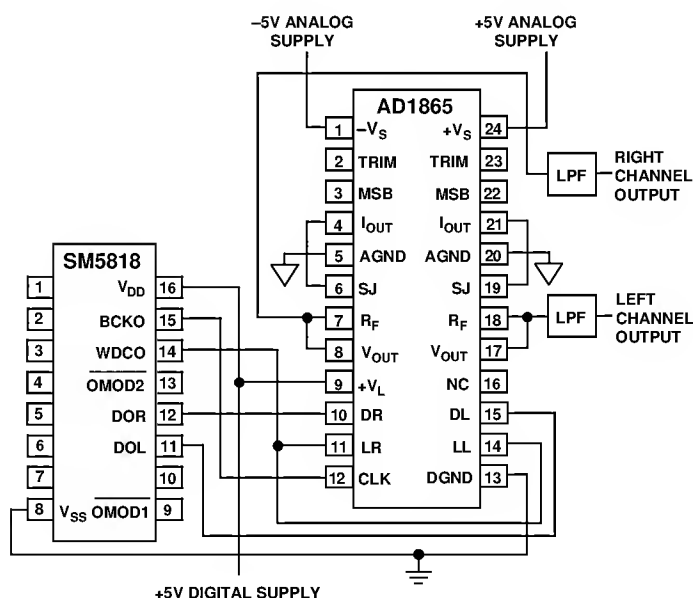 –5V ANALOG
SUPPLY
+5V ANALOG
SUPPLY
AD1865
1 –VS +VS 24
2 TRIM TRIM 23
3 MSB MSB 22
4 IOUT IOUT 21
5 AGND AGND 20
6 SJ SJ 19
7 RF RF 18
8 VOUT VOUT 17
9 +VL NC 16
10 DR DL 15
11 LR LL 14
12 CLK DGND 13
LPF
RIGHT
CHANNEL
OUTPUT
LPF
LEFT
CHANNEL
OUTPUT
SM5818
1 VDD 16
2 BCKO 15
3 WDCO 14
4 OMOD2 13
5 DOR 12
6 DOL 11
7 10
8 VSS OMOD1 9
+5V DIGITAL SUPPLY